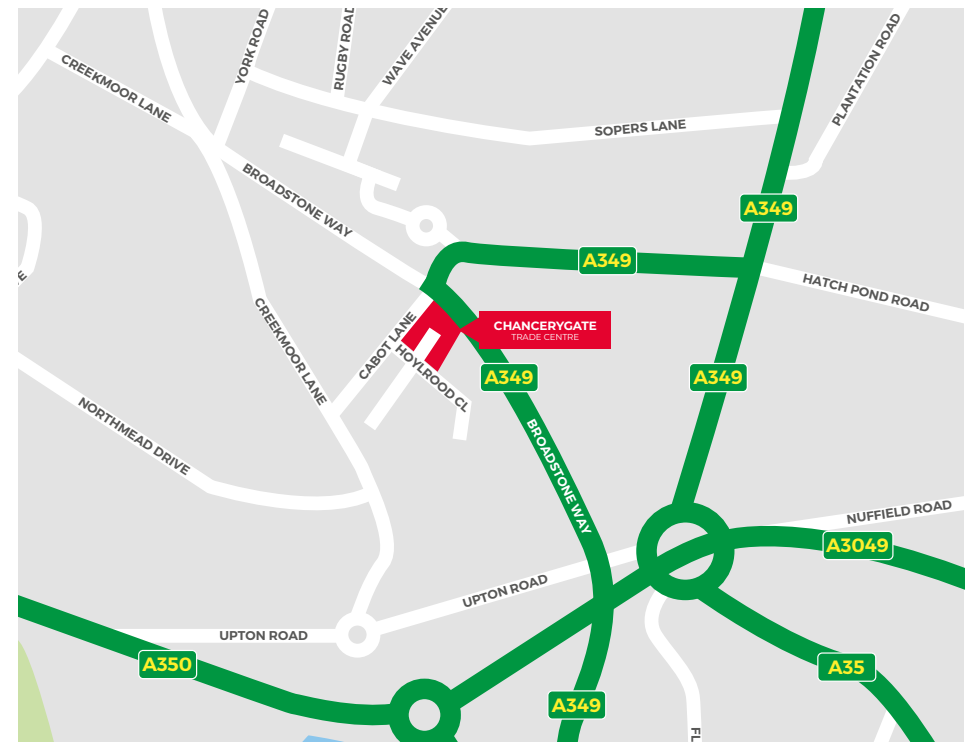 YORK ROAD
RUGBY ROAD
WAVE AVENUE
PLANTATION ROAD
CREEKMOOR LANE
SOPERS LANE
BROADSTONE WAY
A349
A349
HATCH POND ROAD
CREEKMOOR LANE
CABOT LANE
CHANCERYGATE
TRADE CENTRE
HOYLROOD CL
A349
A349
NORTHMEAD DRIVE
BROADSTONE WAY
NUFFIELD ROAD
A3049
UPTON ROAD
UPTON ROAD
A350
A35
A349
FL